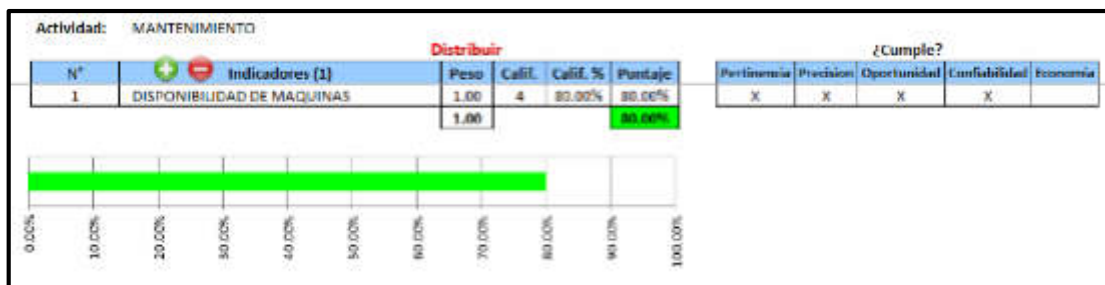 Actividad: MANTENIMIENTO
Distribuir ¿Cumple?
N° Indicadores (1) Peso Calif. Calif. % Puntaje Pertinencia Precision Oportunidad Confiabilidad Economia
1 DISPONIBILIDAD DE MAQUINAS 1.00 4 80.00% 80.00% X X X X
1.00 80.00%
0.00% 10.00% 20.00% 30.00% 40.00% 50.00% 60.00% 70.00% 80.00% 90.00% 100.00%